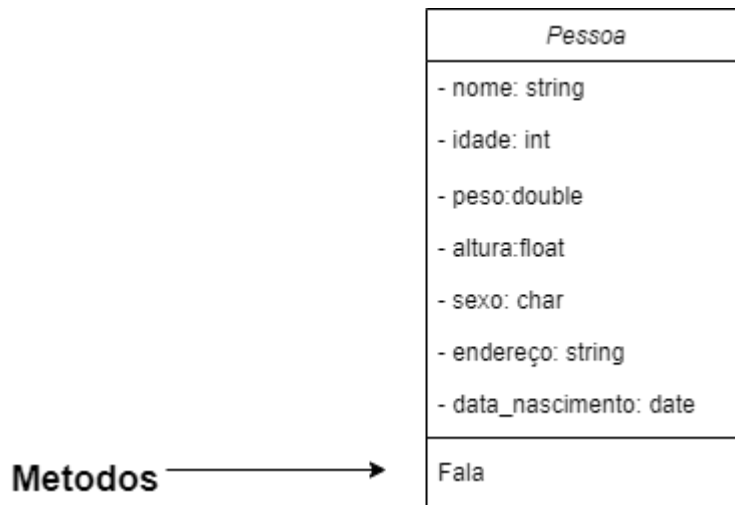 Pessoa
- nome: string
- idade: int
- peso:double
- altura:float
- sexo: char
- endereço: string
- data_nascimento: date
Metodos
Fala